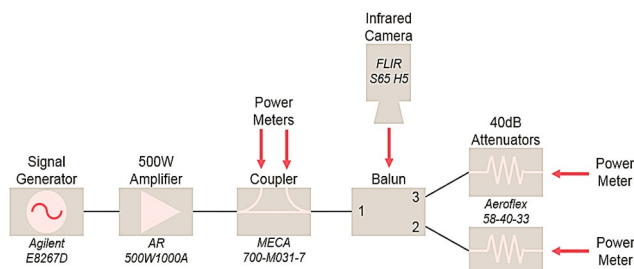 Infrared
Camera
FLIR
S65 H5
Power
Meters
40dB
Attenuators
Signal
Generator
500W
Amplifier
Coupler
Balun
Power
Meter
1
3
2
Agilent
E8267D
AR
500W1000A
MECA
700-M031-7
Aeroflex
58-40-33
Power
Meter